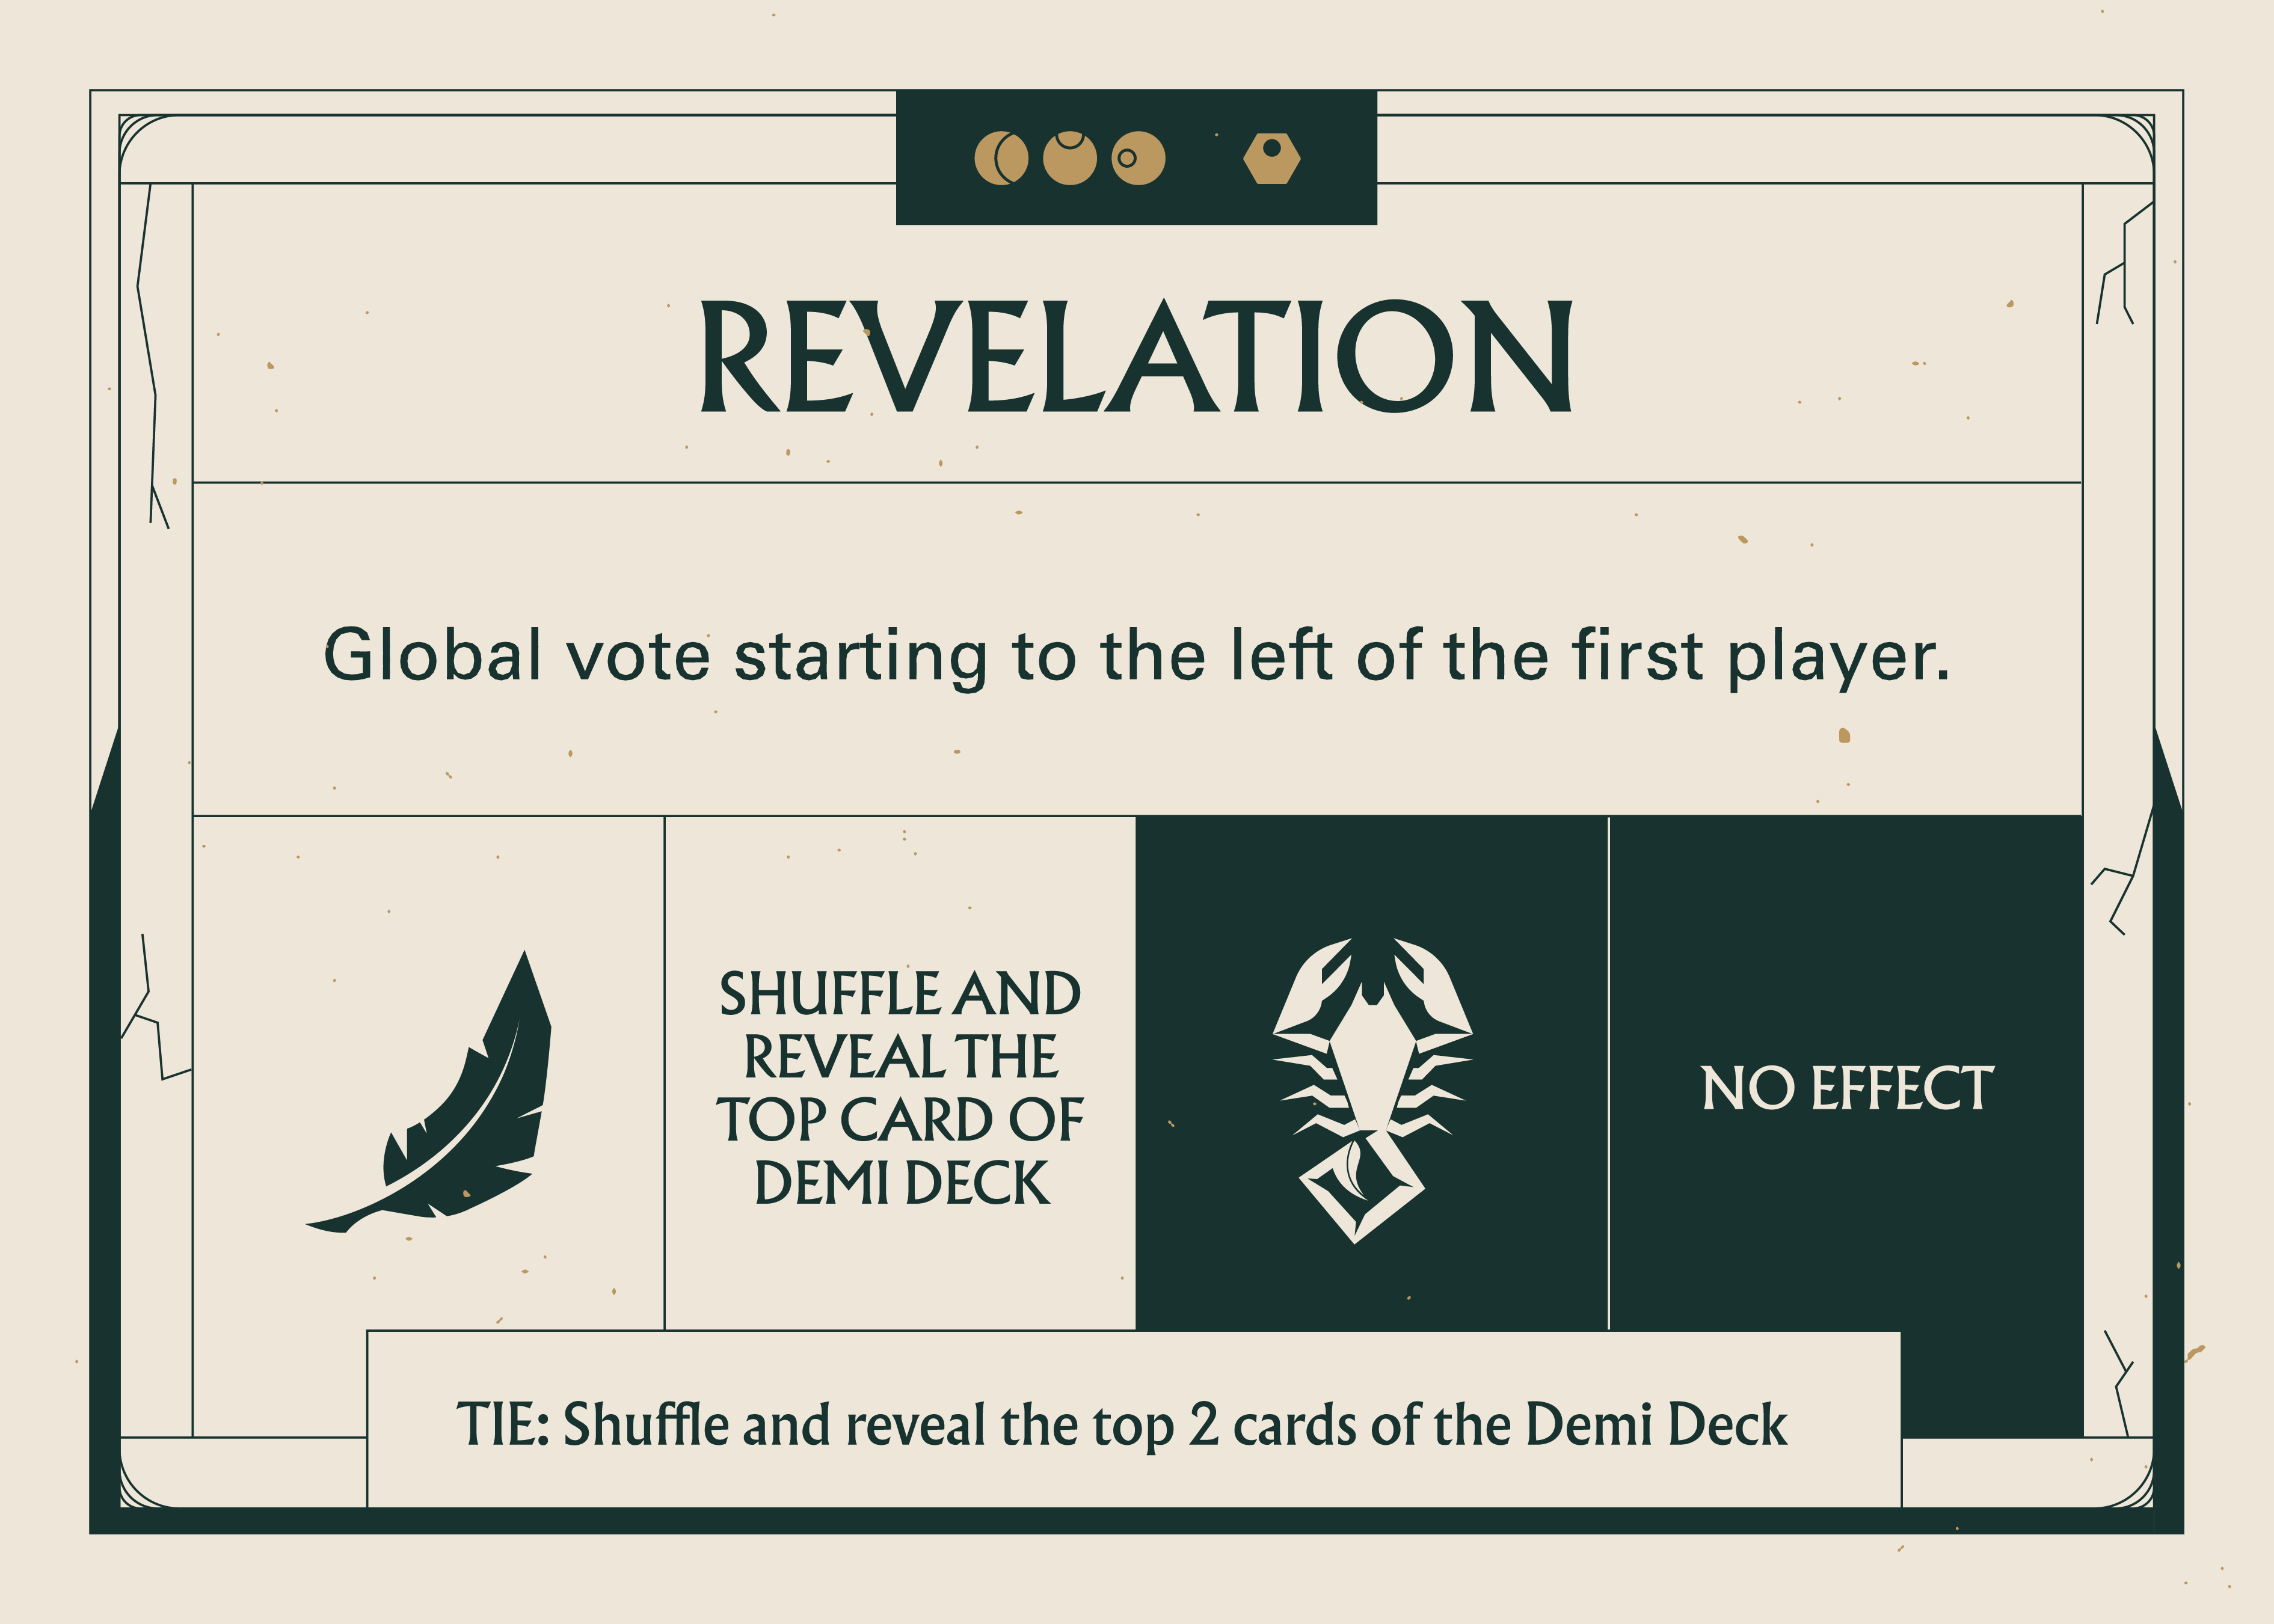 REVELATION
Global vote starting to the left of the first player.
SHUFFLE AND
REVEAL THE
TOP CARD OF
DEMI DECK
NO EFFECT
TIE: Shuffle and reveal the top 2 cards of the Demi Deck